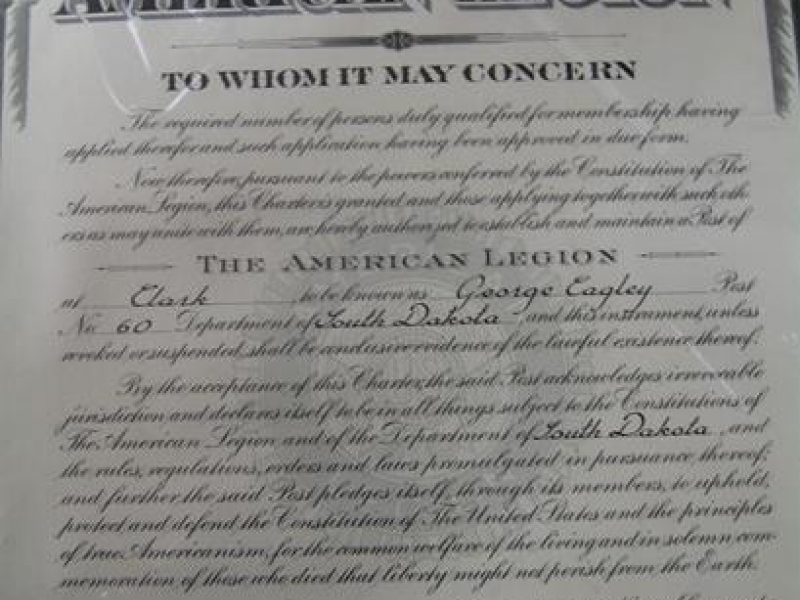 AMERICAN LEGION
TO WHOM IT MAY CONCERN
The required number of persons duly qualified for membership having
applied therefor and such application having been approved in due form.
Now therefore, pursuant to the powers conferred by the Constitution of The
American Legion, this Charter is granted and those applying together with such oth
ers as may unite with them, are hereby authorized to establish and maintain a Post of
THE AMERICAN LEGION
at Clark, to be known as George Eagley Post
No. 60 Department of South Dakota, and this instrument, unless
revoked or suspended, shall be conclusive evidence of the lawful existence thereof.
By the acceptance of this Charter, the said Post acknowledges irrevocable
jurisdiction and declares itself to be in all things subject to the Constitutions of
The American Legion and of the Department of South Dakota, and
the rules, regulations, orders and laws promulgated in pursuance thereof;
and further the said Post pledges itself, through its members, to uphold,
protect and defend the Constitution of The United States and the principles
of true Americanism, for the common welfare of the living and in solemn com-
memoration of those who died that liberty might not perish from the Earth.